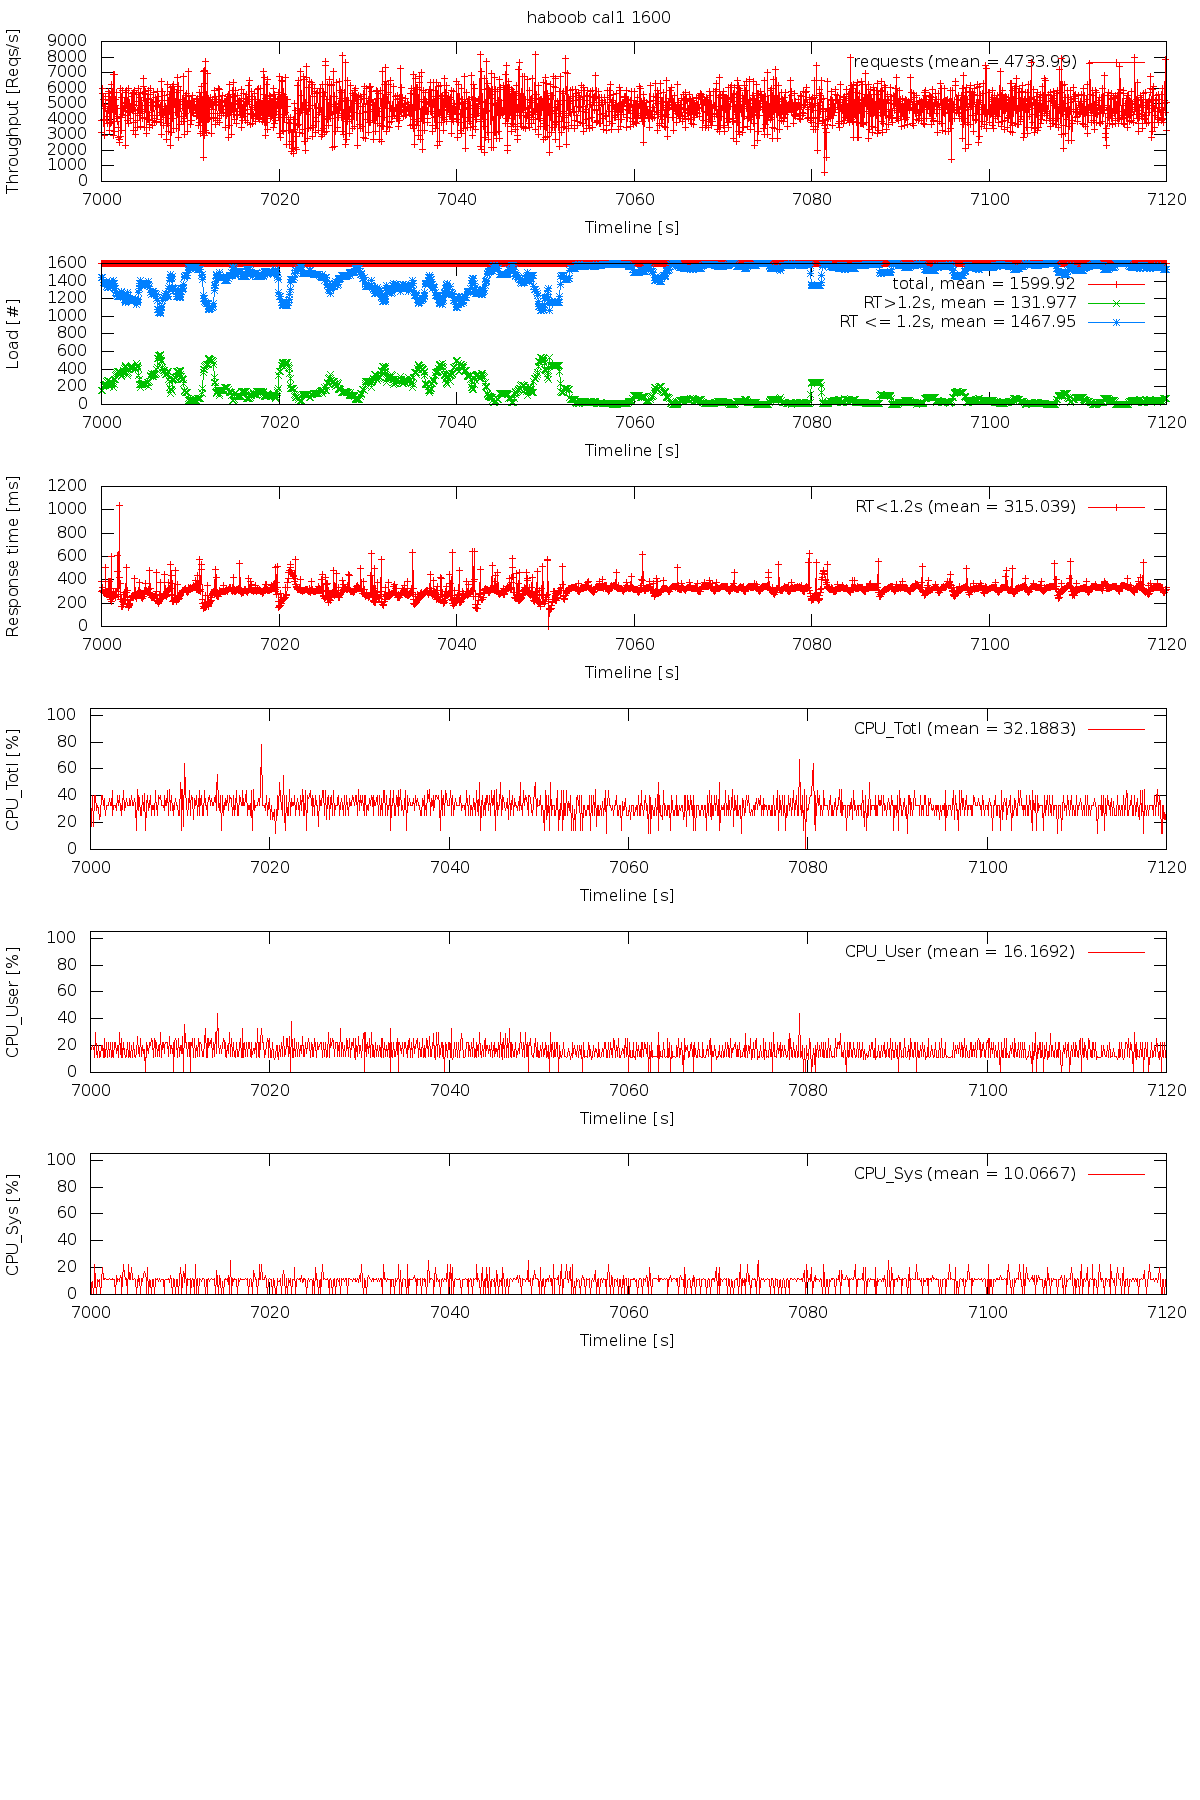 haboob cal1 1600
Throughput [Reqs/s]
9000
8000
7000
6000
5000
4000
3000
2000
1000
0
requests (mean = 4733.99)
7000 7020 7040 7060 7080 7100 7120
Timeline [s]
Load [#]
1600
1400
1200
1000
800
600
400
200
0
total, mean = 1599.92
RT>1.2s, mean = 131.977
RT <= 1.2s, mean = 1467.95
7000 7020 7040 7060 7080 7100 7120
Timeline [s]
Response time [ms]
1200
1000
800
600
400
200
0
RT<1.2s (mean = 315.039)
7000 7020 7040 7060 7080 7100 7120
Timeline [s]
CPU_Totl [%]
100
80
60
40
20
0
CPU_Totl (mean = 32.1883)
7000 7020 7040 7060 7080 7100 7120
Timeline [s]
CPU_User [%]
100
80
60
40
20
0
CPU_User (mean = 16.1692)
7000 7020 7040 7060 7080 7100 7120
Timeline [s]
CPU_Sys [%]
100
80
60
40
20
0
CPU_Sys (mean = 10.0667)
7000 7020 7040 7060 7080 7100 7120
Timeline [s]